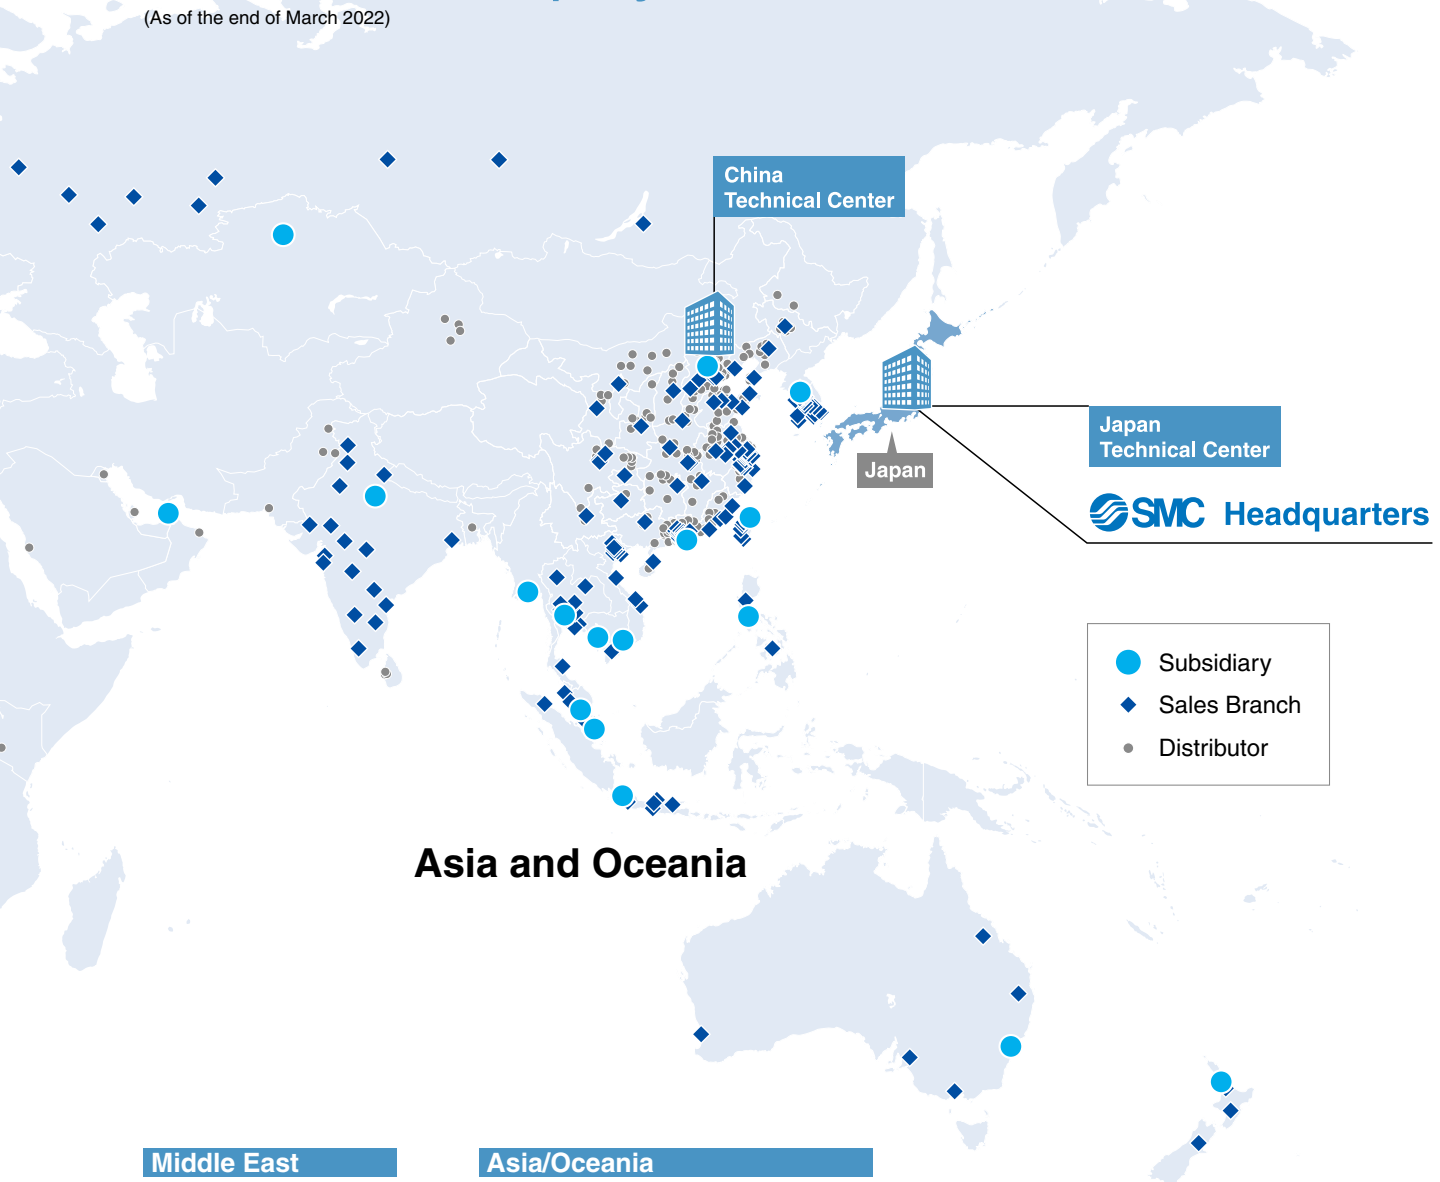 (As of the end of March 2022)
China
Technical Center
Japan
Technical Center
Japan
SMC Headquarters
Subsidiary
Sales Branch
Distributor
Asia and Oceania
Middle East
Asia/Oceania